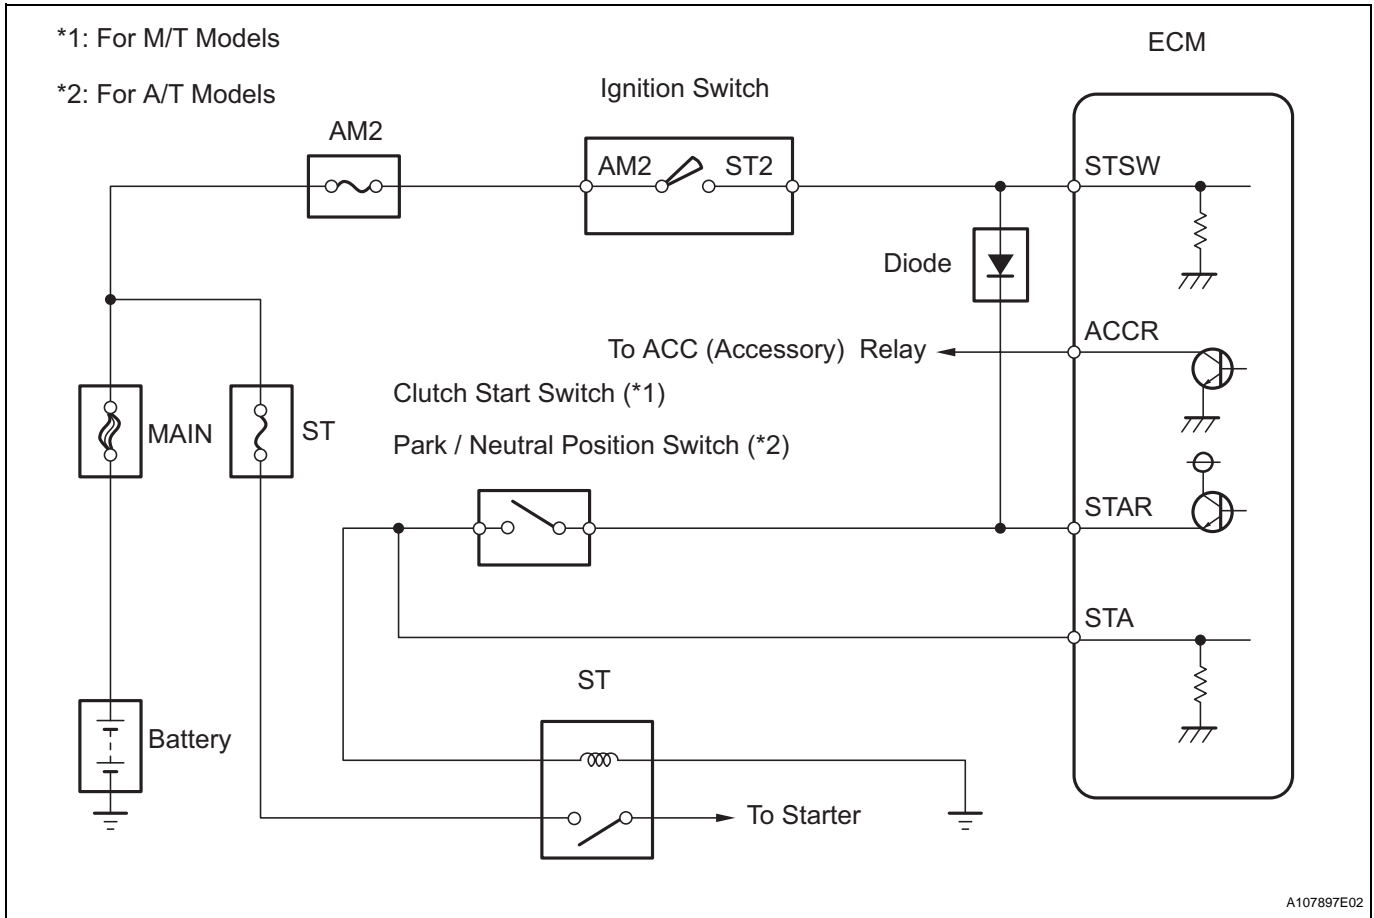 *1: For M/T Models
*2: For A/T Models
ECM
Ignition Switch
AM2
AM2
ST2
STSW
Diode
ACCR
To ACC (Accessory) Relay
Clutch Start Switch (*1)
MAIN
ST
Park / Neutral Position Switch (*2)
STAR
STA
ST
Battery
To Starter
A107897E02